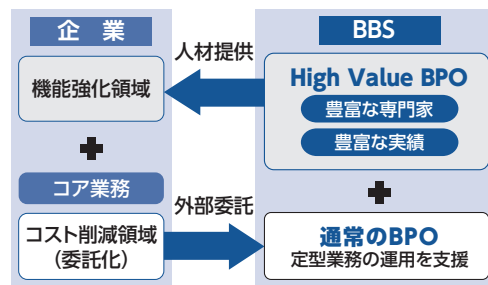 企業
BBS
人材提供
機能強化領域
High Value BPO
豊富な専門家
豊富な実績
コア業務
外部委託
コスト削減領域
(委託化)
通常のBPO
定型業務の運用を支援